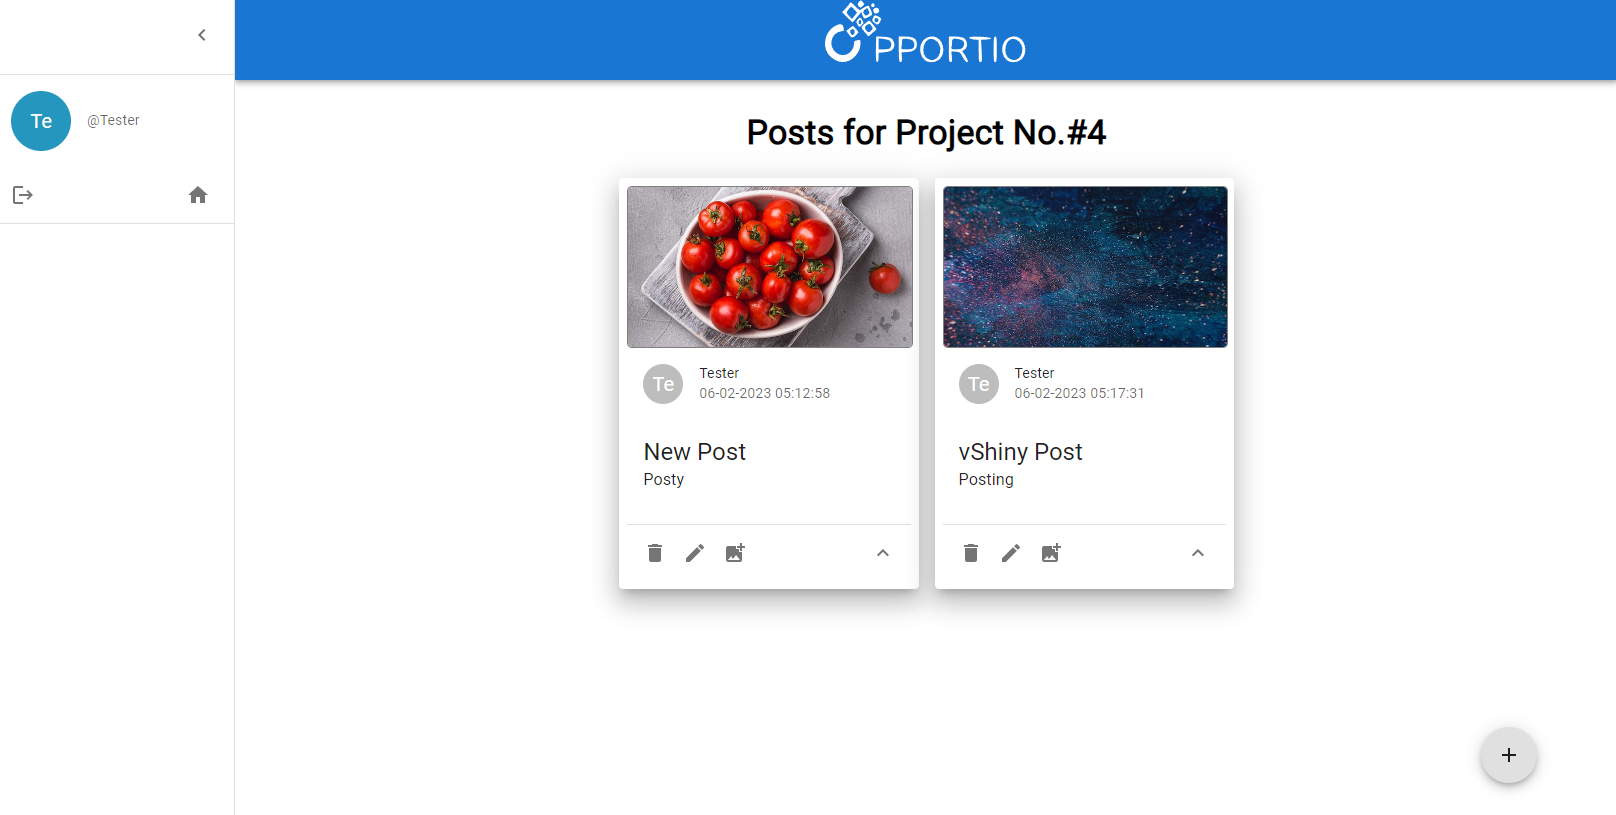 OPPORTIO
Te
@Tester
Posts for Project No.#4
Te
Tester
06-02-2023 05:12:58
New Post
Posty
Te
Tester
06-02-2023 05:17:31
vShiny Post
Posting